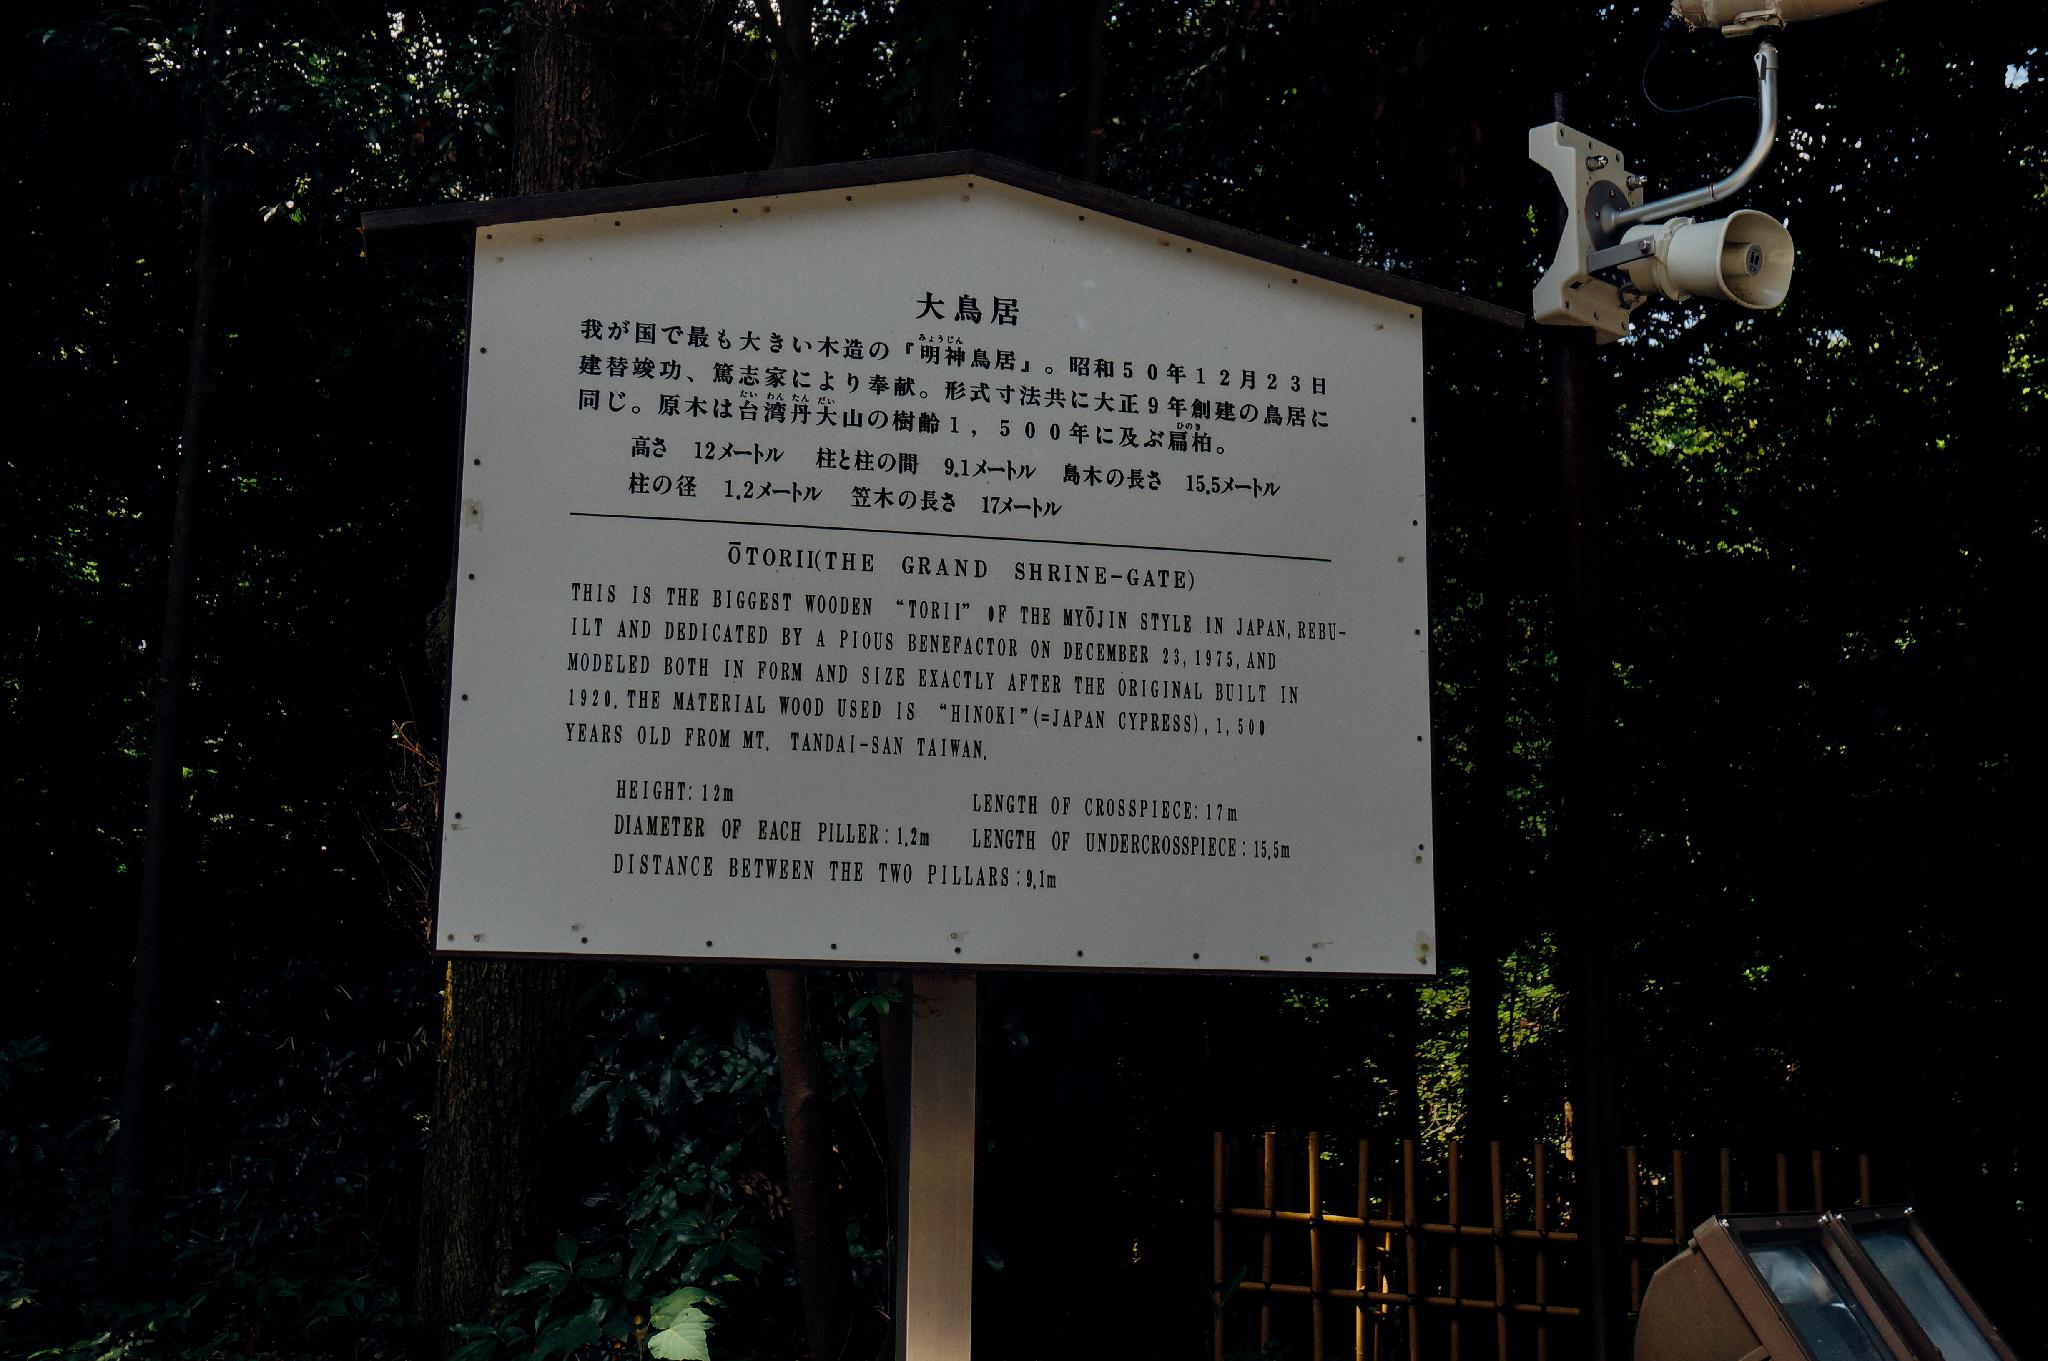 大鳥居
我が国で最も大きい木造の『明神鳥居』。昭和50年12月23日
建替竣功、篤志家により奉献。形式寸法共に大正9年創建の鳥居に
同じ。原木は台湾丹大山の樹齢1,500年に及ぶ扁柏。
高さ 12メートル 柱と柱の間 9.1メートル 島木の長さ 15.5メートル
柱の径 1.2メートル 笠木の長さ 17メートル
ŌTORII(THE GRAND SHRINE-GATE)
THIS IS THE BIGGEST WOODEN “TORII” OF THE MYŌJIN STYLE IN JAPAN, REBU-
ILT AND DEDICATED BY A PIOUS BENEFACTOR ON DECEMBER 23, 1975, AND
MODELED BOTH IN FORM AND SIZE EXACTLY AFTER THE ORIGINAL BUILT IN
1920. THE MATERIAL WOOD USED IS “HINOKI”(=JAPAN CYPRESS), 1,500
YEARS OLD FROM MT. TANDAI-SAN TAIWAN.
HEIGHT: 12m LENGTH OF CROSSPIECE: 17m
DIAMETER OF EACH PILLER: 1.2m LENGTH OF UNDERCROSSPIECE: 15.5m
DISTANCE BETWEEN THE TWO PILLARS: 9.1m